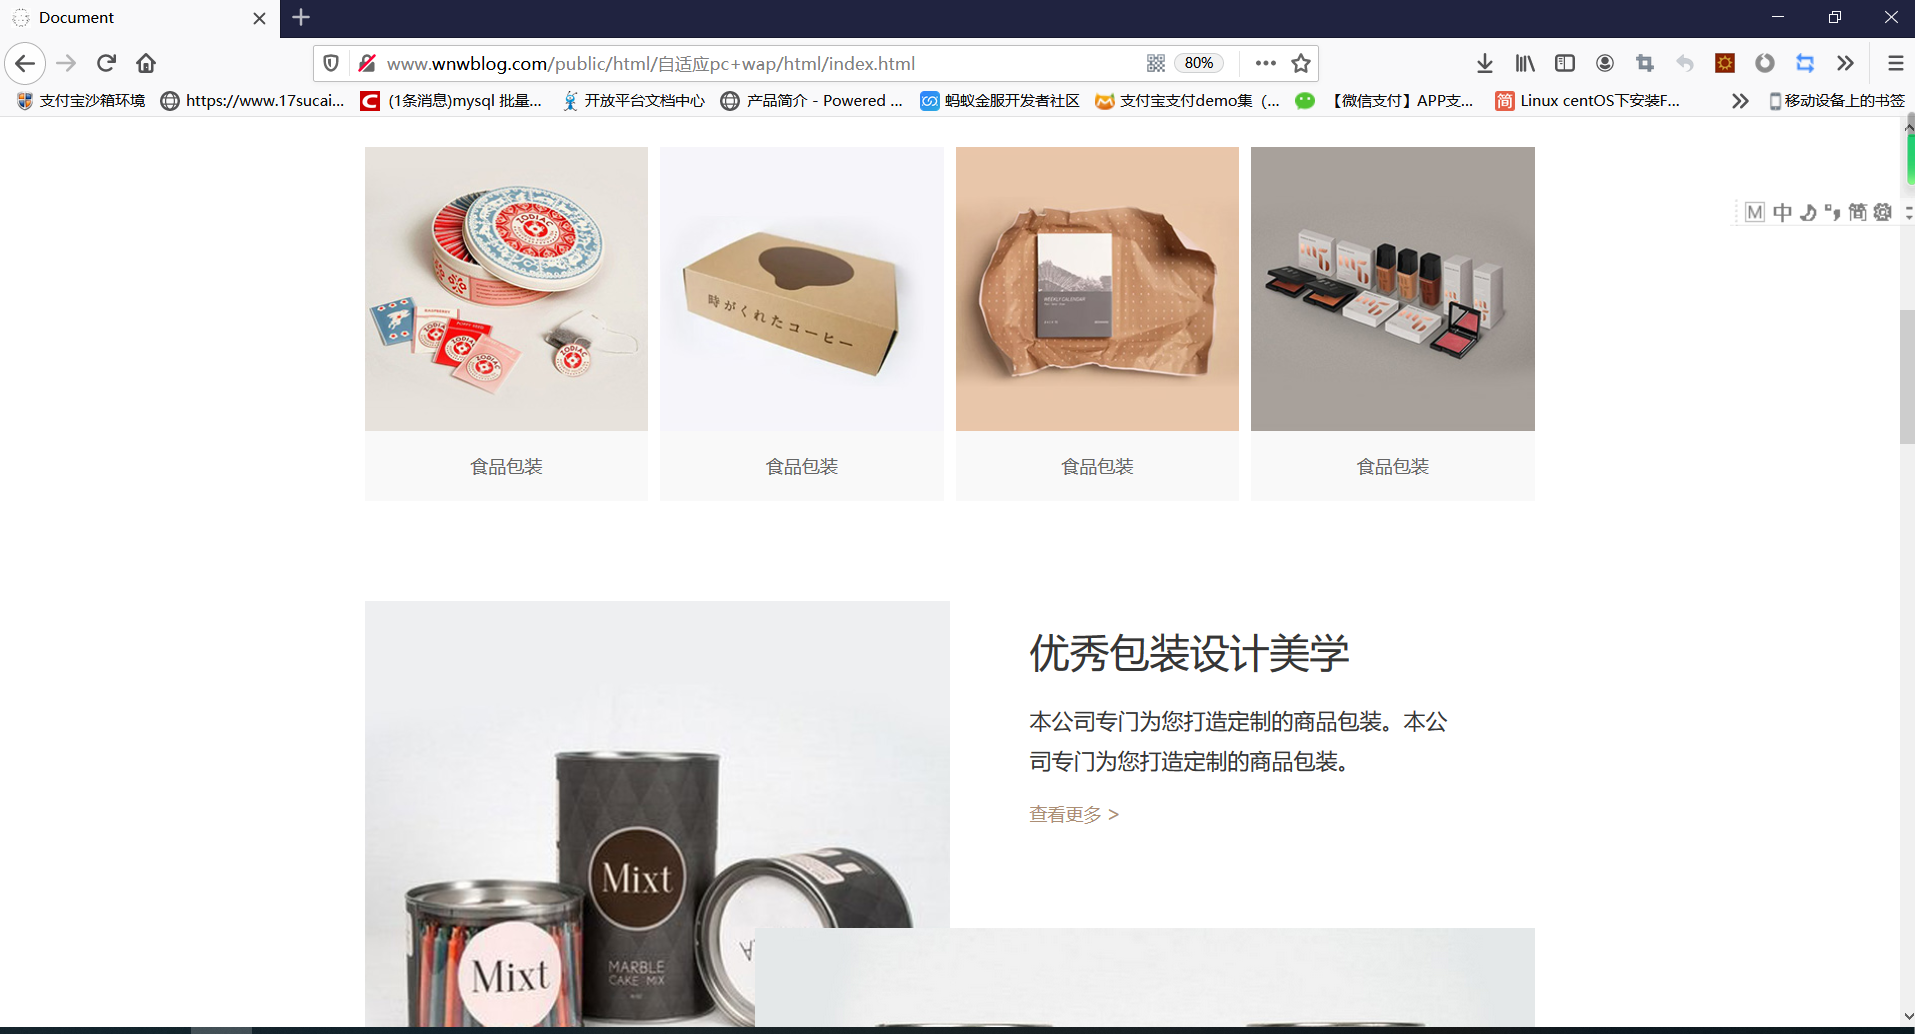 Document
www.wnwblog.com/public/html/自适应pc+wap/html/index.html
80%
支付宝沙箱环境
https://www.17sucai...
(1条消息)mysql 批量...
开放平台文档中心
产品简介 - Powered ...
蚂蚁金服开发者社区
支付宝支付demo集（...
【微信支付】APP支...
简
Linux centOS下安装F...
移动设备上的书签
M 中 简
ZODIAC
RASPBERRY
POPPY SEED
ZODIAC
ZODIAC
時がくれたコーヒー
WEEKLY CALENDAR
食品包装
食品包装
食品包装
食品包装
优秀包装设计美学
本公司专门为您打造定制的商品包装。本公
司专门为您打造定制的商品包装。
查看更多 >
Mixt
MARBLE
CAKE MIX
Mixt